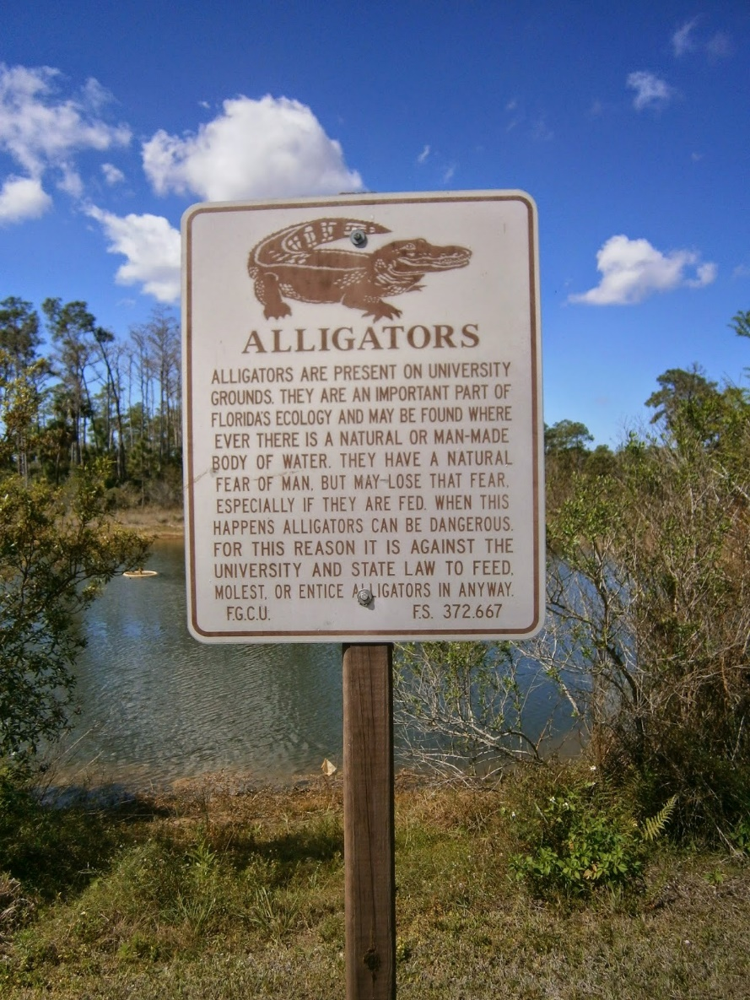 ALLIGATORS
ALLIGATORS ARE PRESENT ON UNIVERSITY
GROUNDS. THEY ARE AN IMPORTANT PART OF
FLORIDA'S ECOLOGY AND MAY BE FOUND WHERE
EVER THERE IS A NATURAL OR MAN-MADE
BODY OF WATER. THEY HAVE A NATURAL
FEAR OF MAN, BUT MAY LOSE THAT FEAR,
ESPECIALLY IF THEY ARE FED. WHEN THIS
HAPPENS ALLIGATORS CAN BE DANGEROUS.
FOR THIS REASON IT IS AGAINST THE
UNIVERSITY AND STATE LAW TO FEED,
MOLEST, OR ENTICE ALLIGATORS IN ANYWAY.
F.G.C.U. F.S. 372.667